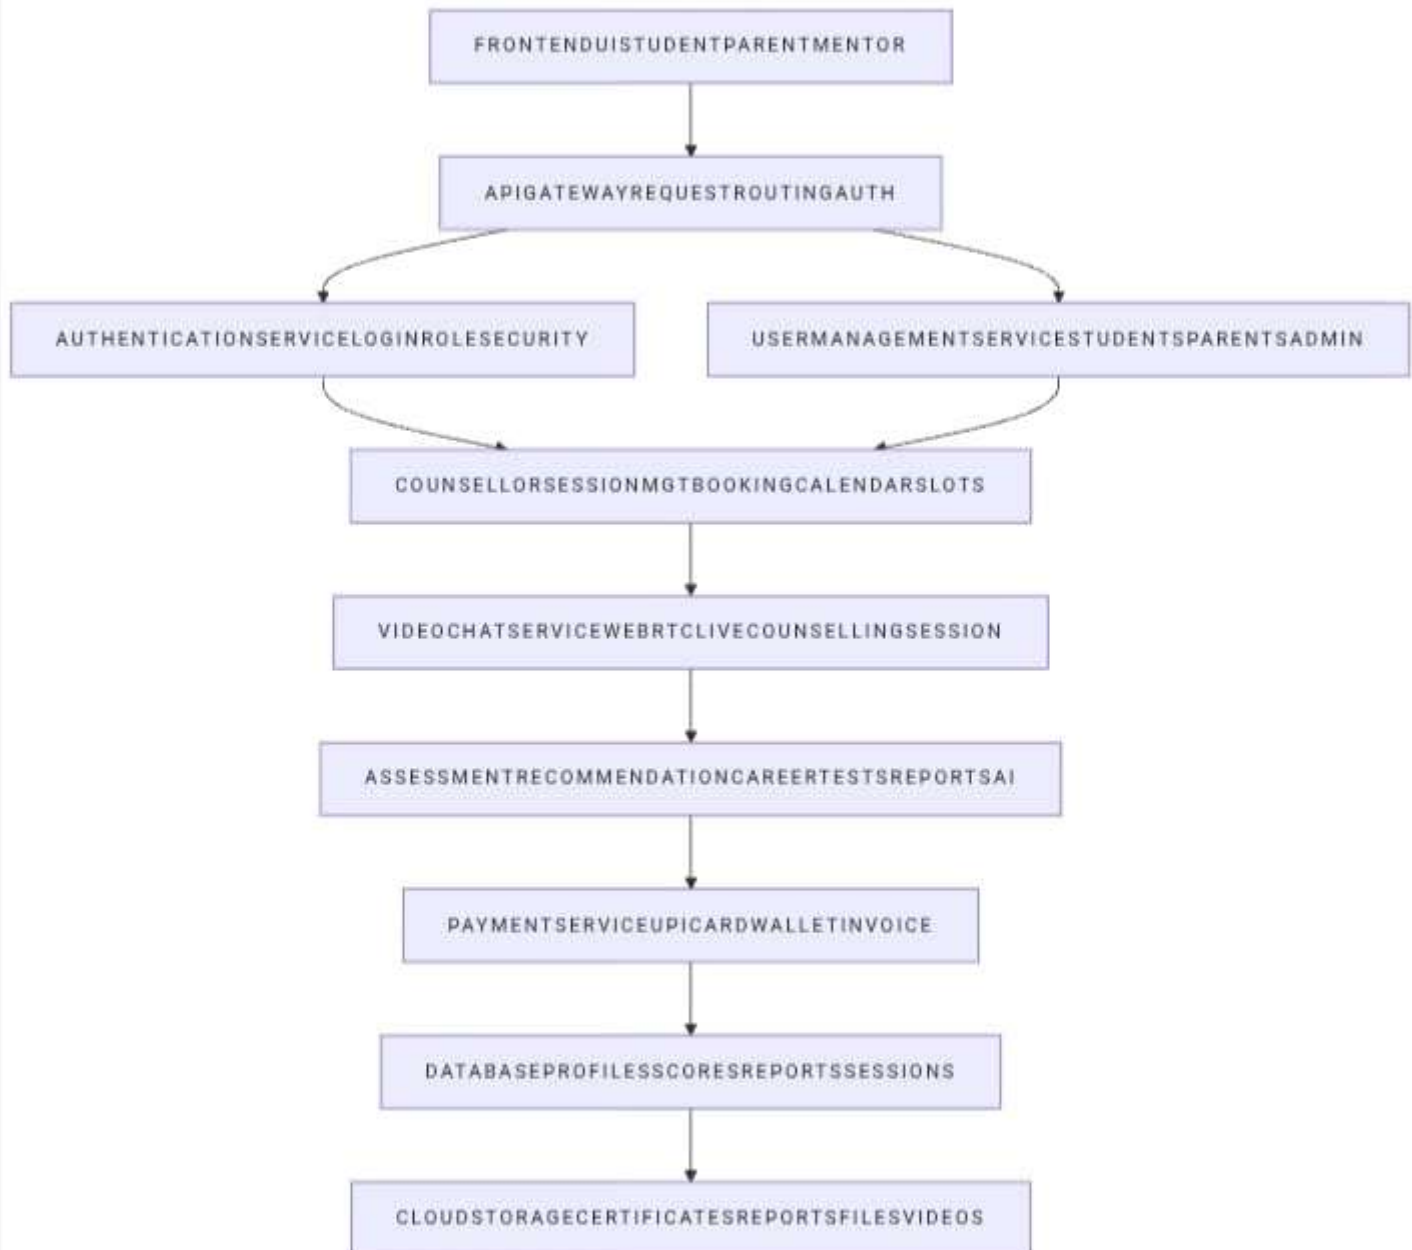 FRONTENDUISTUDENTPARENTMENTOR
APIGATEWAYREQUESTROUTINGAUTH
AUTHENTICATIONSERVICELOGINROLESECURITY
USERMANAGEMENTSERVICESTUDENTSPARENTSADMIN
COUNSELLORSESSIONMGTBOOKINGCALENDARSLOTS
VIDEOCHATSERVICEWEBRTCLIVECOUNSELLINGSESSION
ASSESSMENTRECOMMENDATIONCAREERTESTSREPORTSAI
PAYMENTSERVICEUPICARDWALLETINVOICE
DATABASEPROFILESSCORESREPORTSSESSIONS
CLOUDSTORAGECERTIFICATESREPORTSFILESVIDEOS